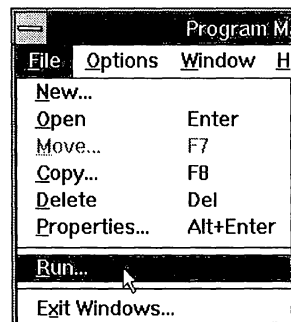 Program M
File Options Window H
New...
Open Enter
Move... F7
Copy... F8
Delete Del
Properties... Alt+Enter
Run...
Exit Windows...